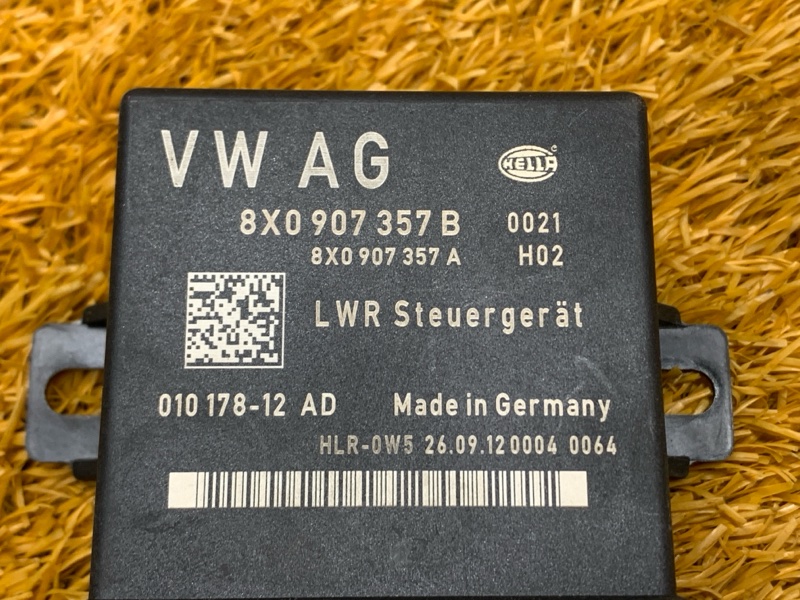 VW AG
HELLA
8X0 907 357 B 0021
8X0 907 357 A H02
LWR Steuergerät
010 178-12 AD Made in Germany
HLR-0W5 26.09.12 0004 0064